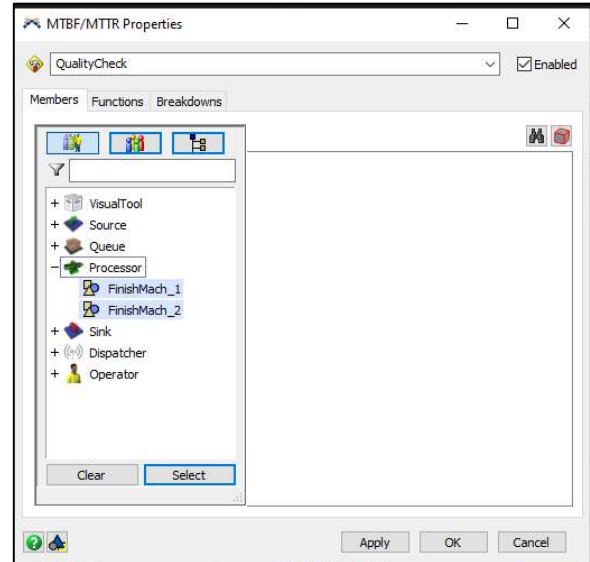 MTBF/MTTR Properties
QualityCheck
Enabled
Members Functions Breakdowns
VisualTool
Source
Queue
Processor
FinishMach_1
FinishMach_2
Sink
Dispatcher
Operator
Clear Select
Apply OK Cancel